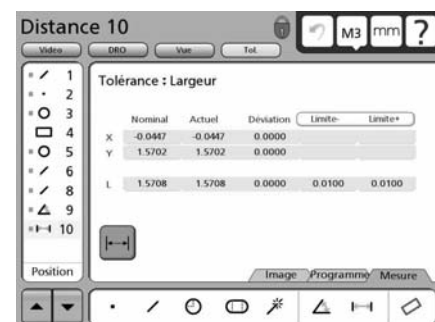 Distance 10
M3 mm ?
Video DRO Vue Tol.
1
2
3
4
5
6
8
9
10
Position
Tolérance : Largeur
Nominal Actuel Déviation Limite- Limite+
X -0.0447 -0.0447 0.0000
Y 1.5702 1.5702 0.0000
L 1.5708 1.5708 0.0000 0.0100 0.0100
Image Programme Mesure